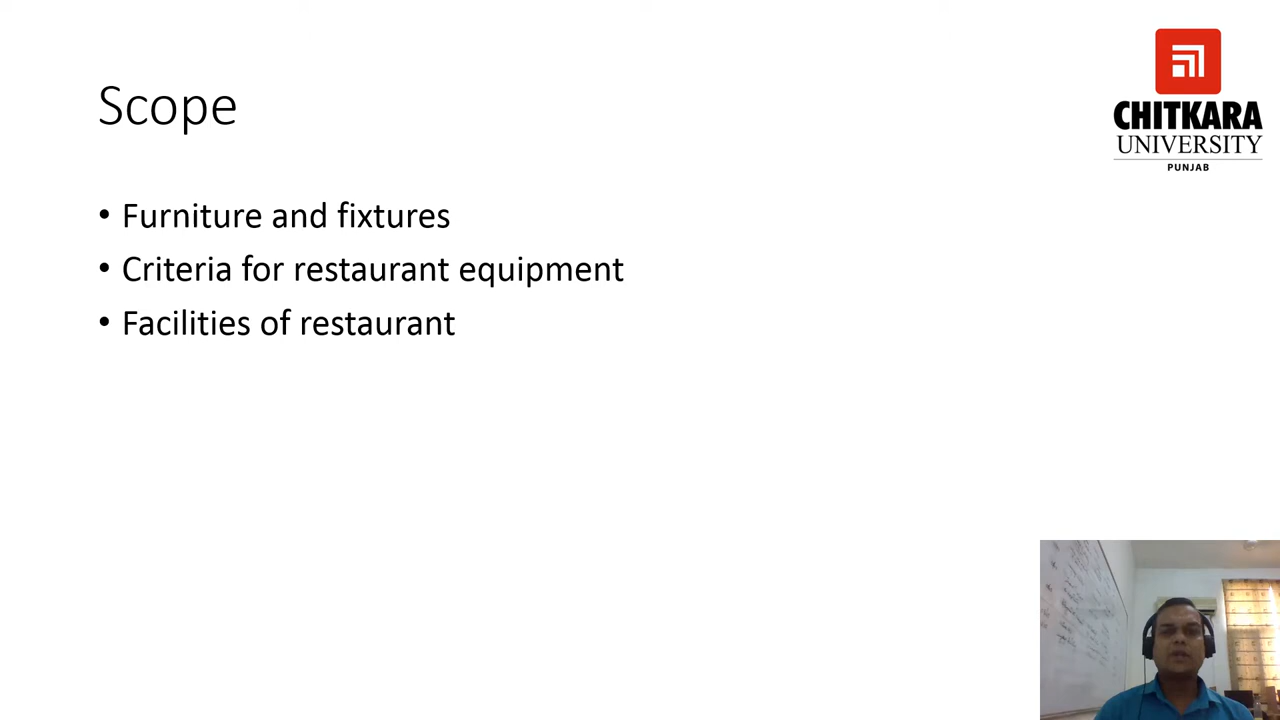 Scope
CHITKARA
UNIVERSITY
PUNJAB
• Furniture and fixtures
• Criteria for restaurant equipment
• Facilities of restaurant